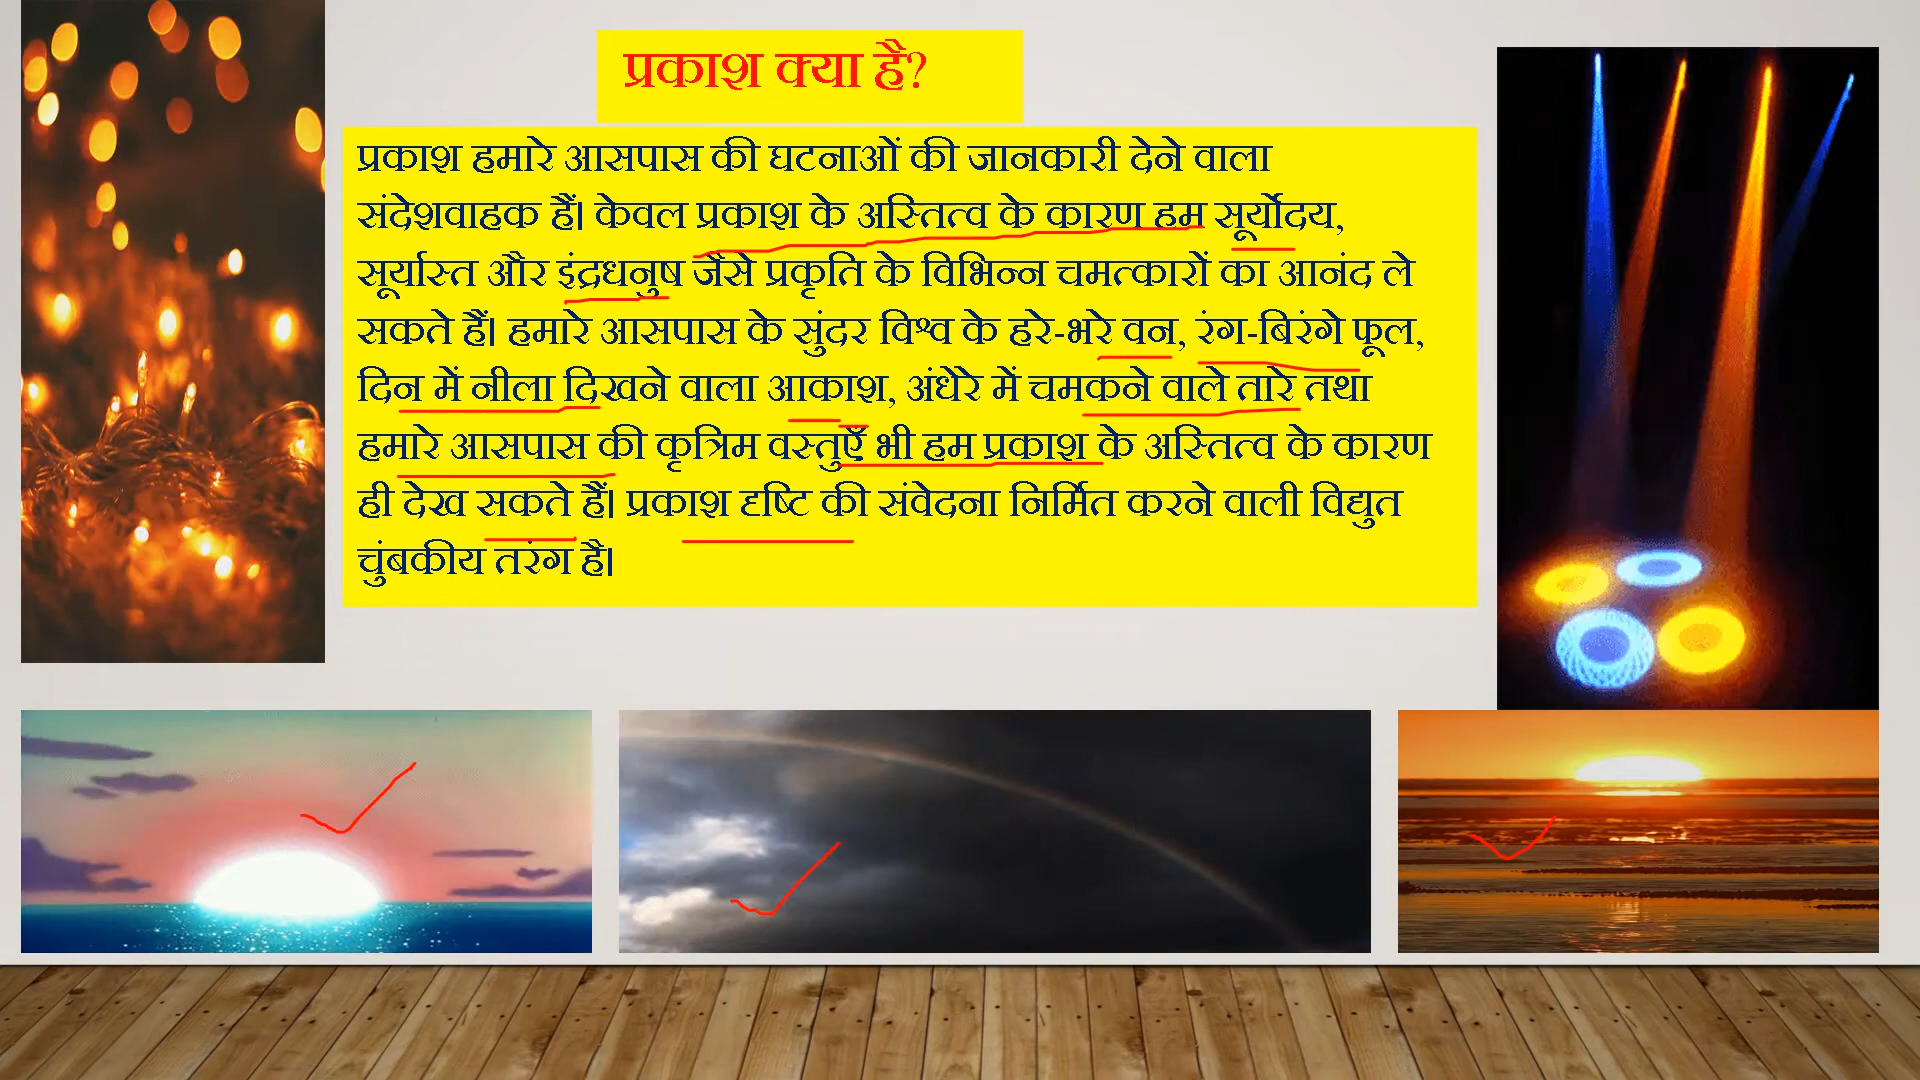 प्रकाश क्या है?
प्रकाश हमारे आसपास की घटनाओं की जानकारी देने वाला
संदेशवाहक हैं। केवल प्रकाश के अस्तित्व के कारण हम सूर्योदय,
सूर्यास्त और इंद्रधनुष जैसे प्रकृति के विभिन्न चमत्कारों का आनंद ले
सकते हैं। हमारे आसपास के सुंदर विश्व के हरे-भरे वन, रंग-बिरंगे फूल,
दिन में नीला दिखने वाला आकाश, अंधेरे में चमकने वाले तारे तथा
हमारे आसपास की कृत्रिम वस्तुएँ भी हम प्रकाश के अस्तित्व के कारण
ही देख सकते हैं। प्रकाश दृष्टि की संवेदना निर्मित करने वाली विद्युत
चुंबकीय तरंग है।